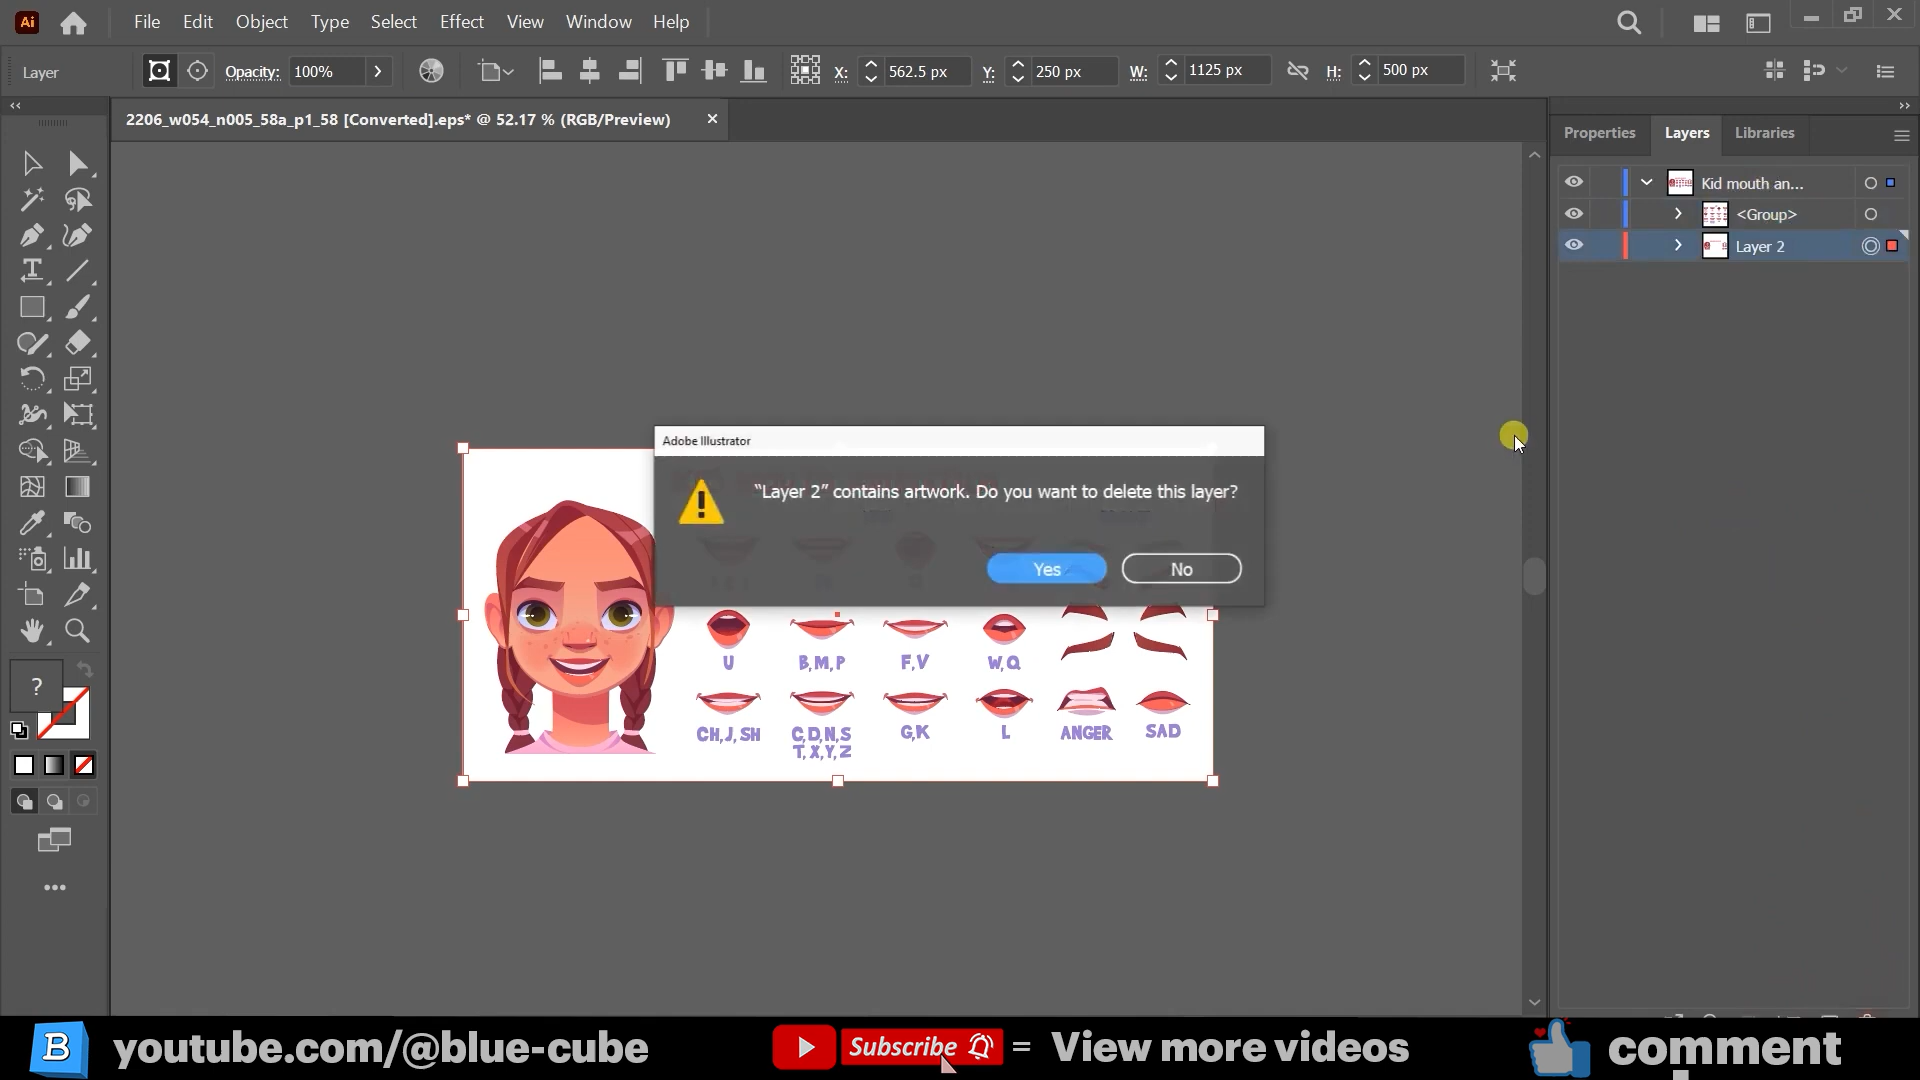 Ai File Edit Object Type Select Effect View Window Help
Layer Opacity: 100% X: 562.5 px Y: 250 px W: 1125 px H: 500 px
2206_w054_n005_58a_p1_58 [Converted].eps* @ 52.17 % (RGB/Preview)
Properties Layers Libraries
Kid mouth an...
<Group>
Layer 2
Adobe Illustrator
"Layer 2" contains artwork. Do you want to delete this layer?
Yes No
U B,M,P F,V W,Q
CH,J,SH C,D,N,S G,K L ANGER SAD
T,X,Y,Z
?
B youtube.com/@blue-cube Subscribe = View more videos comment